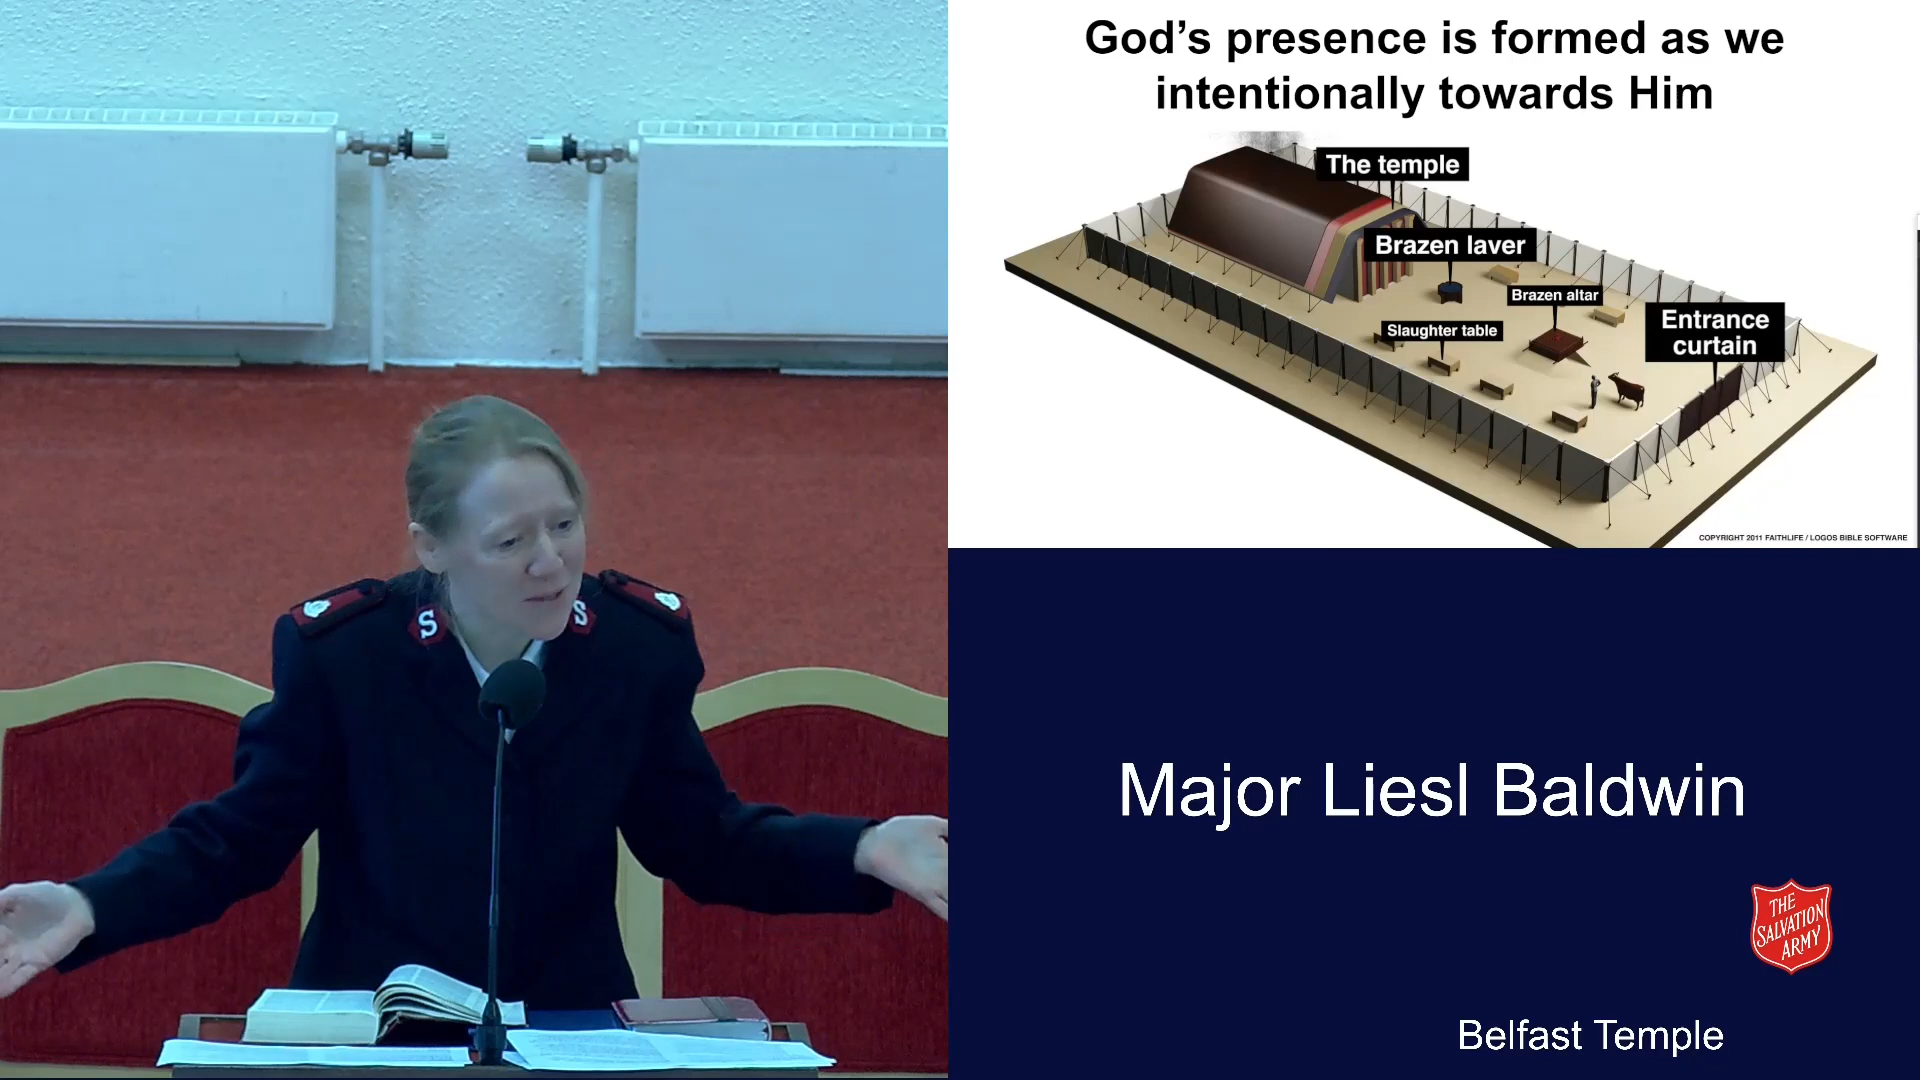 God’s presence is formed as we
intentionally towards Him
The temple
Brazen laver
Brazen altar
Slaughter table
Entrance
curtain
COPYRIGHT 2011 FAITHLIFE / LOGOS BIBLE SOFTWARE
S
S
Major Liesl Baldwin
THE
SALVATION
ARMY
Belfast Temple